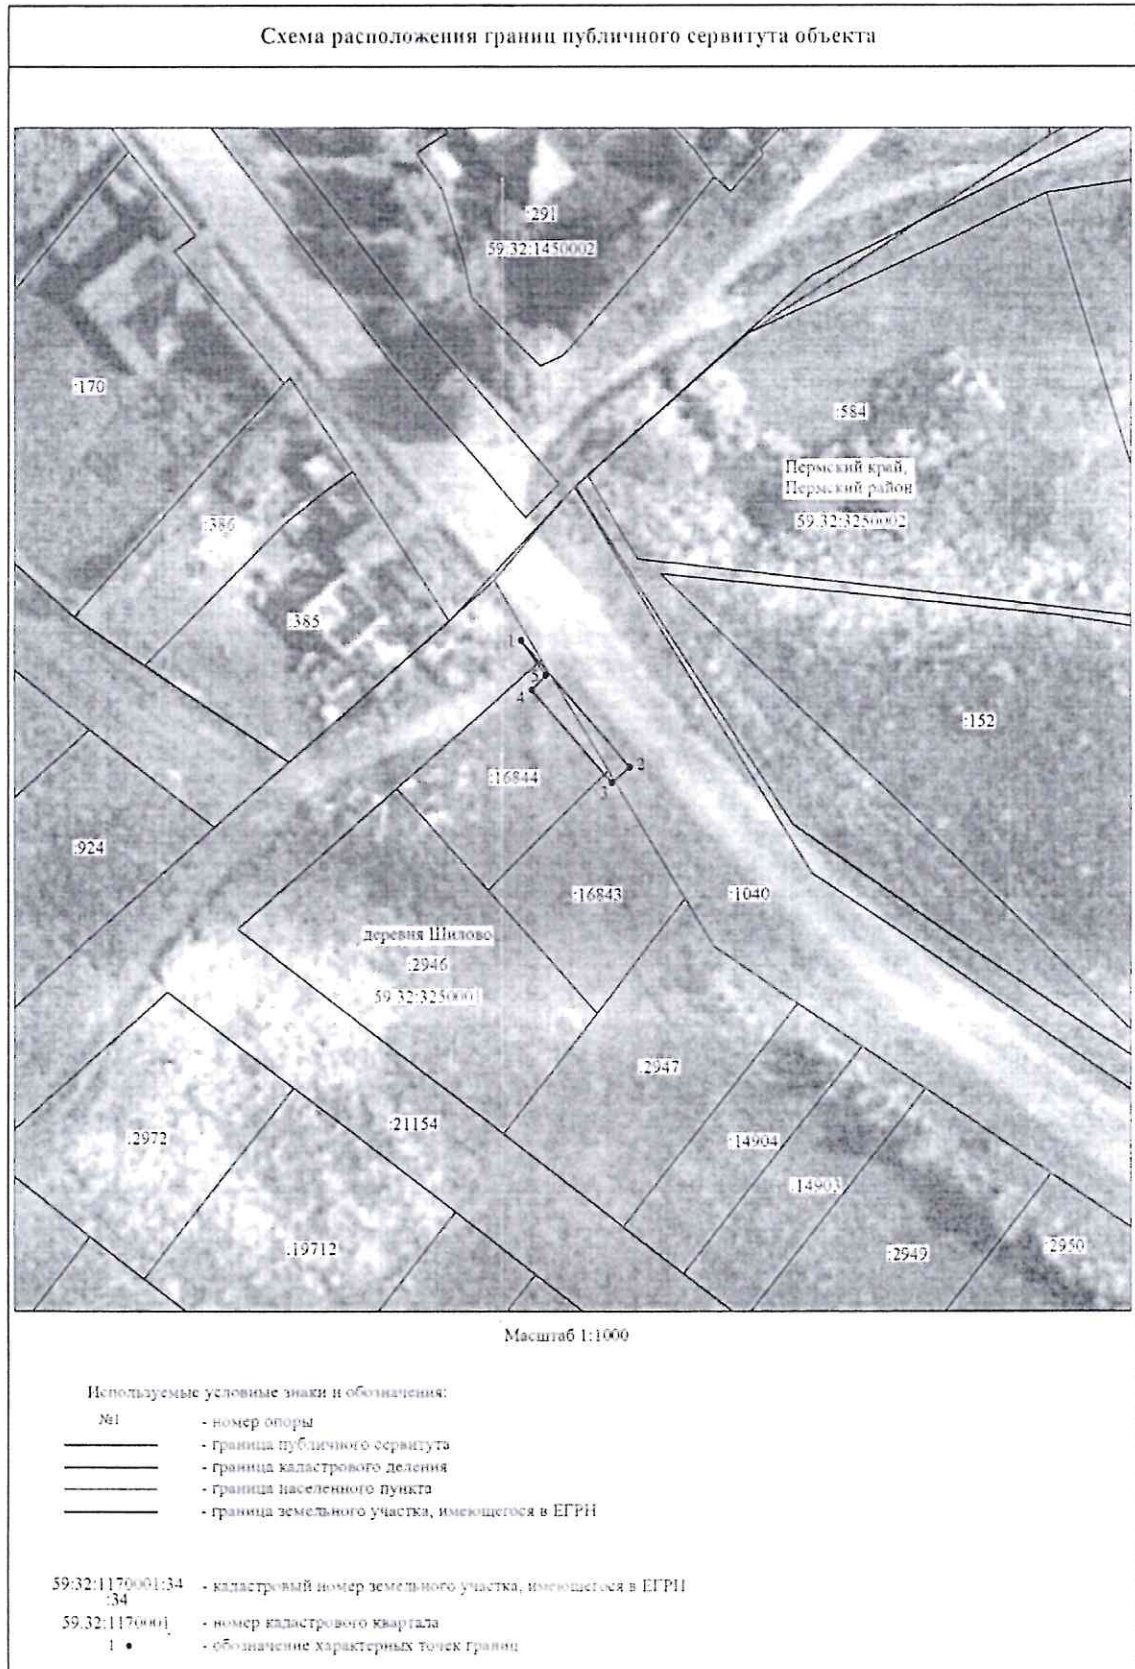 Схема расположения границ публичного сервитута объекта
:291
59:32:1450002
:170
:584
Пермский край,
Пермский район
59:32:3250002
:386
:385
1
5
4
:152
2
:16844
3
:924
:16843
:1040
деревня Шилово
:2946
59:32:3250001
:2947
:21154
:2972
:14904
:14903
:19712
:2949
:2950
Масштаб 1:1000
Используемые условные знаки и обозначения:
№1 - номер опоры
- граница публичного сервитута
- граница кадастрового деления
- граница населенного пункта
- граница земельного участка, имеющегося в ЕГРН
59:32:1170001:34 - кадастровый номер земельного участка, имеющегося в ЕГРН
:34
59:32:1170001 - номер кадастрового квартала
1 • - обозначение характерных точек границ